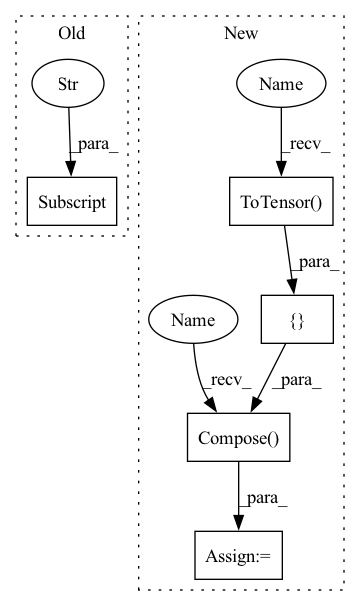 Old
New
Str
Name
_para_
_recv_
Subscript
ToTensor()
_para_
Name
{}
_recv_
_para_
Compose()
_para_
Assign:=